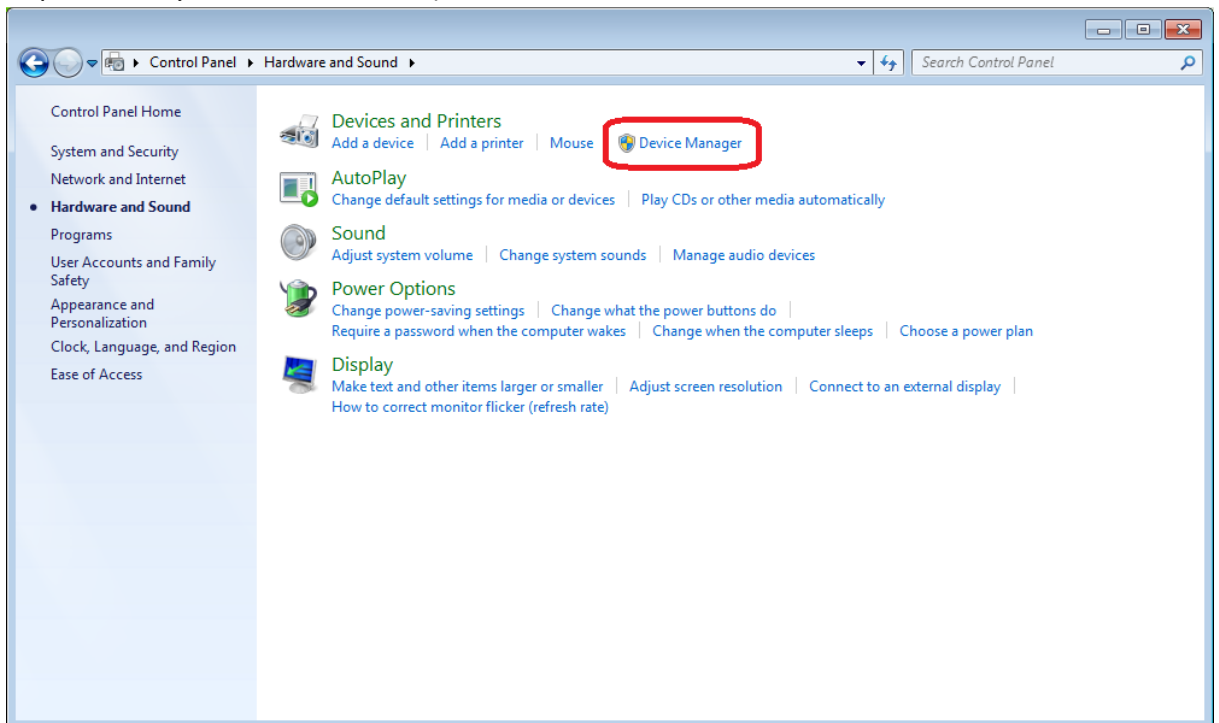 Control Panel Hardware and Sound
Search Control Panel
Control Panel Home
System and Security
Network and Internet
Hardware and Sound
Programs
User Accounts and Family
Safety
Appearance and
Personalization
Clock, Language, and Region
Ease of Access
Devices and Printers
Add a device Add a printer Mouse Device Manager
AutoPlay
Change default settings for media or devices Play CDs or other media automatically
Sound
Adjust system volume Change system sounds Manage audio devices
Power Options
Change power-saving settings Change what the power buttons do
Require a password when the computer wakes Change when the computer sleeps Choose a power plan
Display
Make text and other items larger or smaller Adjust screen resolution Connect to an external display
How to correct monitor flicker (refresh rate)